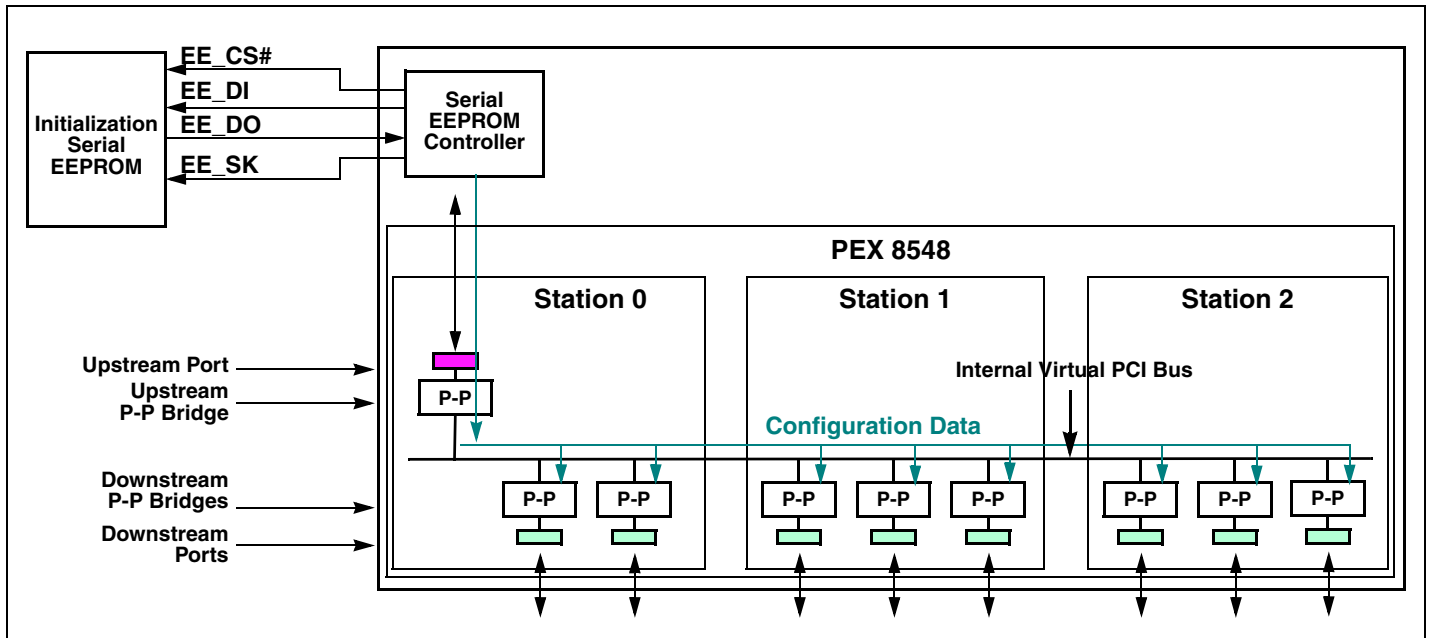 EE_CS#
EE_DI
EE_DO
EE_SK
Initialization
Serial
EEPROM
Serial
EEPROM
Controller
PEX 8548
Station 0
Station 1
Station 2
Upstream Port
Upstream
P-P Bridge
P-P
Internal Virtual PCI Bus
Configuration Data
Downstream
P-P Bridges
Downstream
Ports
P-P
P-P
P-P
P-P
P-P
P-P
P-P
P-P